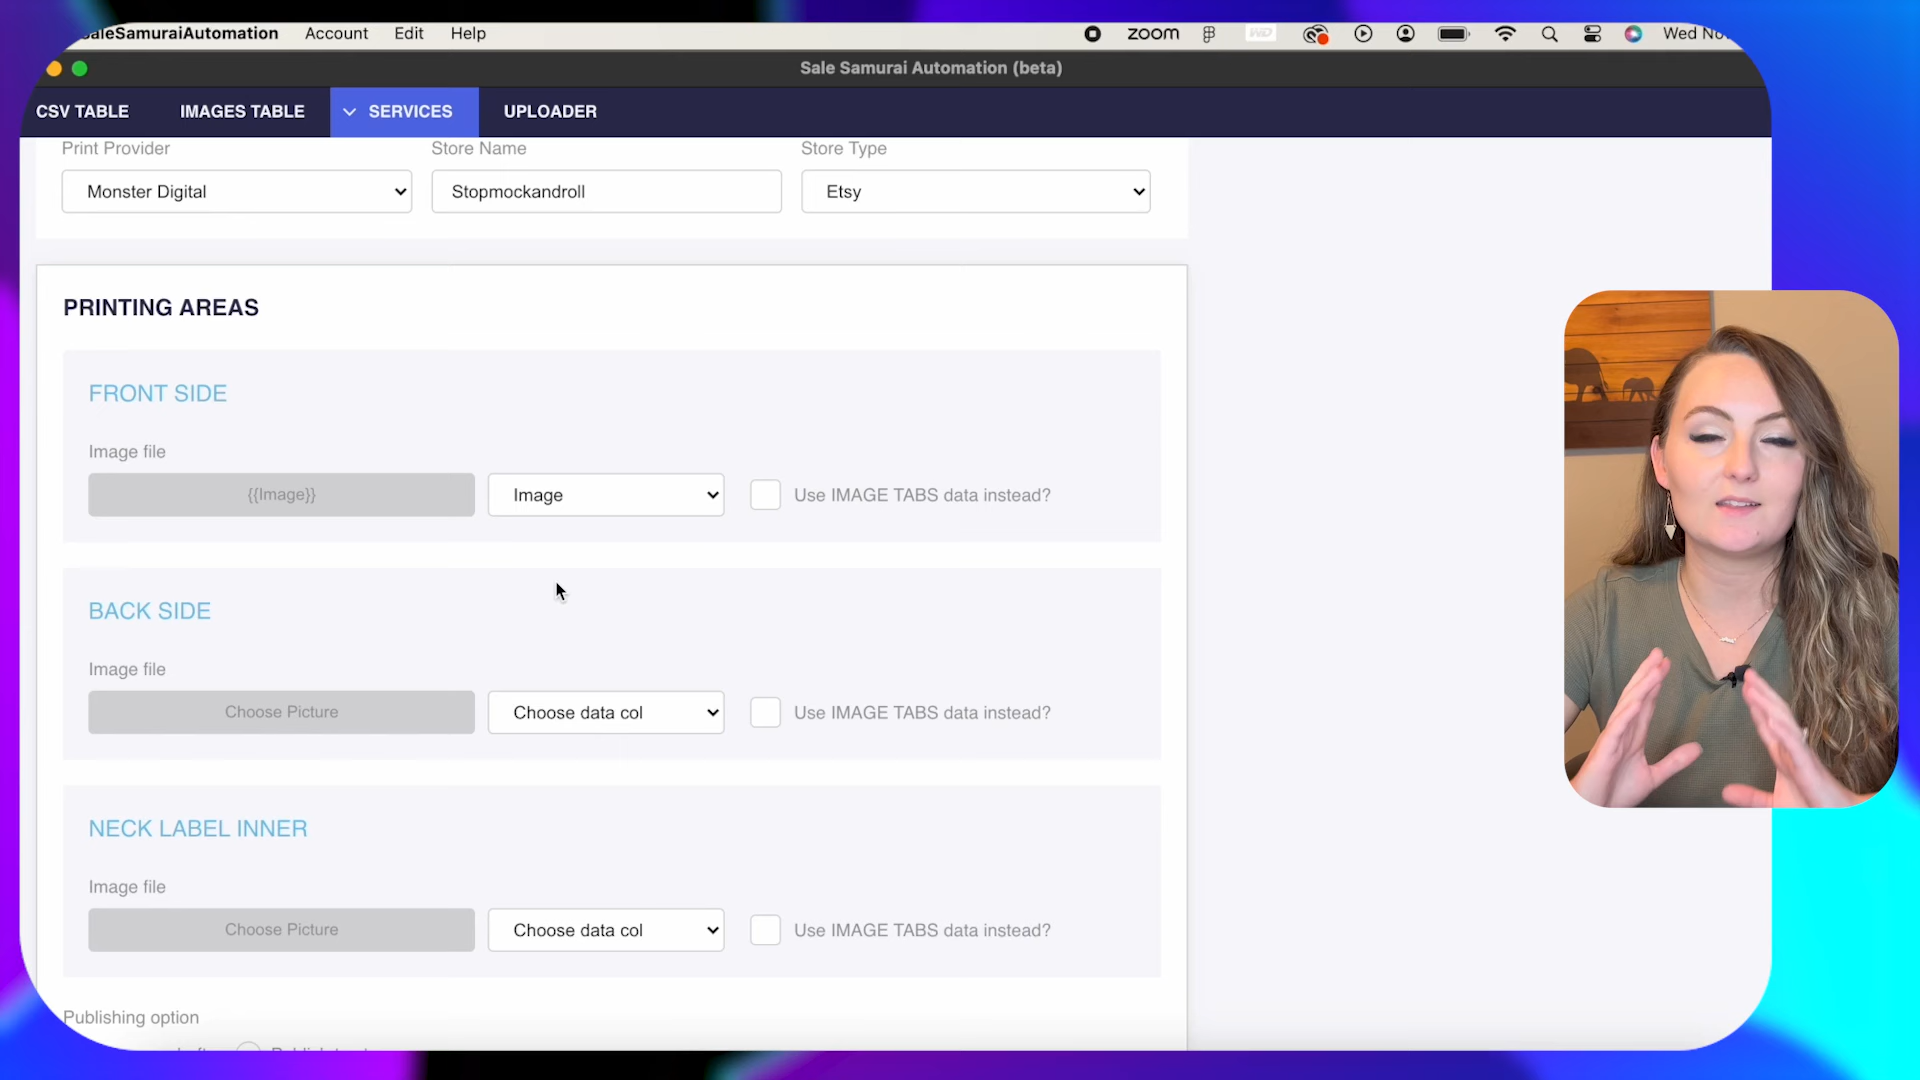 SaleSamuraiAutomation Account Edit Help zoom Wed
Sale Samurai Automation (beta)
CSV TABLE IMAGES TABLE SERVICES UPLOADER
Print Provider Store Name Store Type
Monster Digital Stopmockandroll Etsy
PRINTING AREAS
FRONT SIDE
Image file
{{Image}} Image Use IMAGE TABS data instead?
BACK SIDE
Image file
Choose Picture Choose data col Use IMAGE TABS data instead?
NECK LABEL INNER
Image file
Choose Picture Choose data col Use IMAGE TABS data instead?
Publishing option